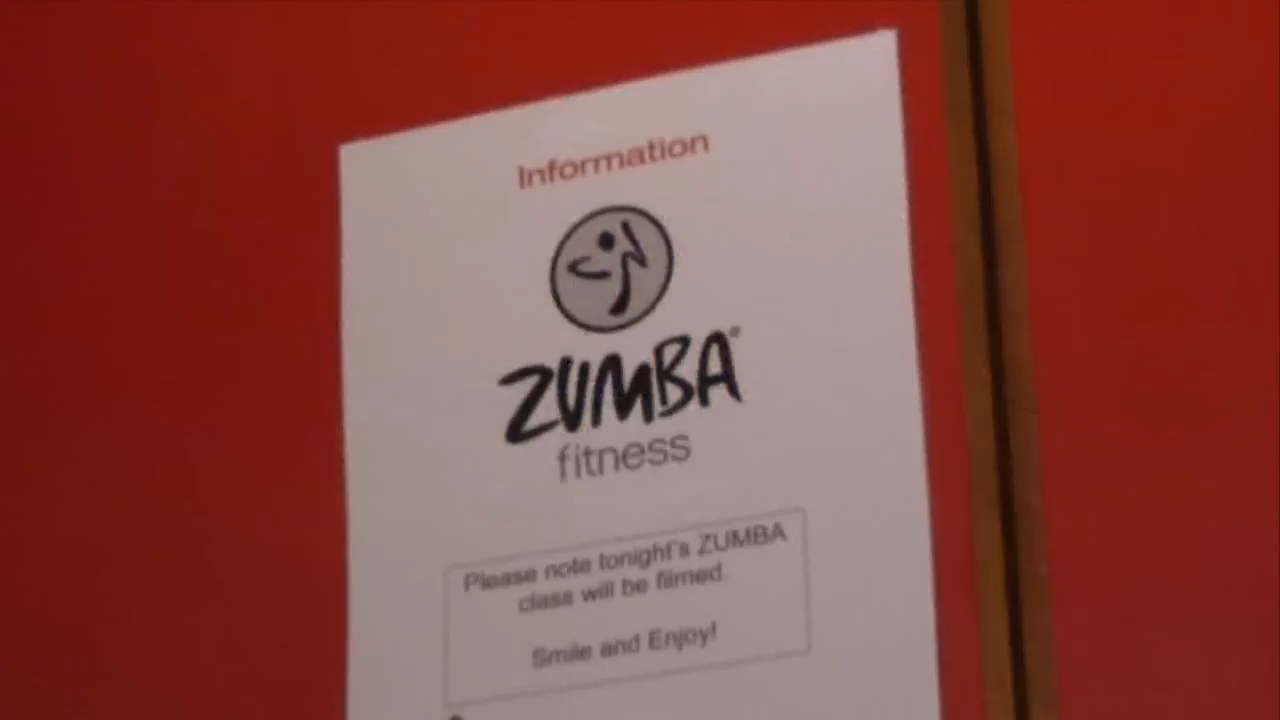 Information
ZUMBA®
fitness
Please note tonight's ZUMBA
class will be filmed.
Smile and Enjoy!